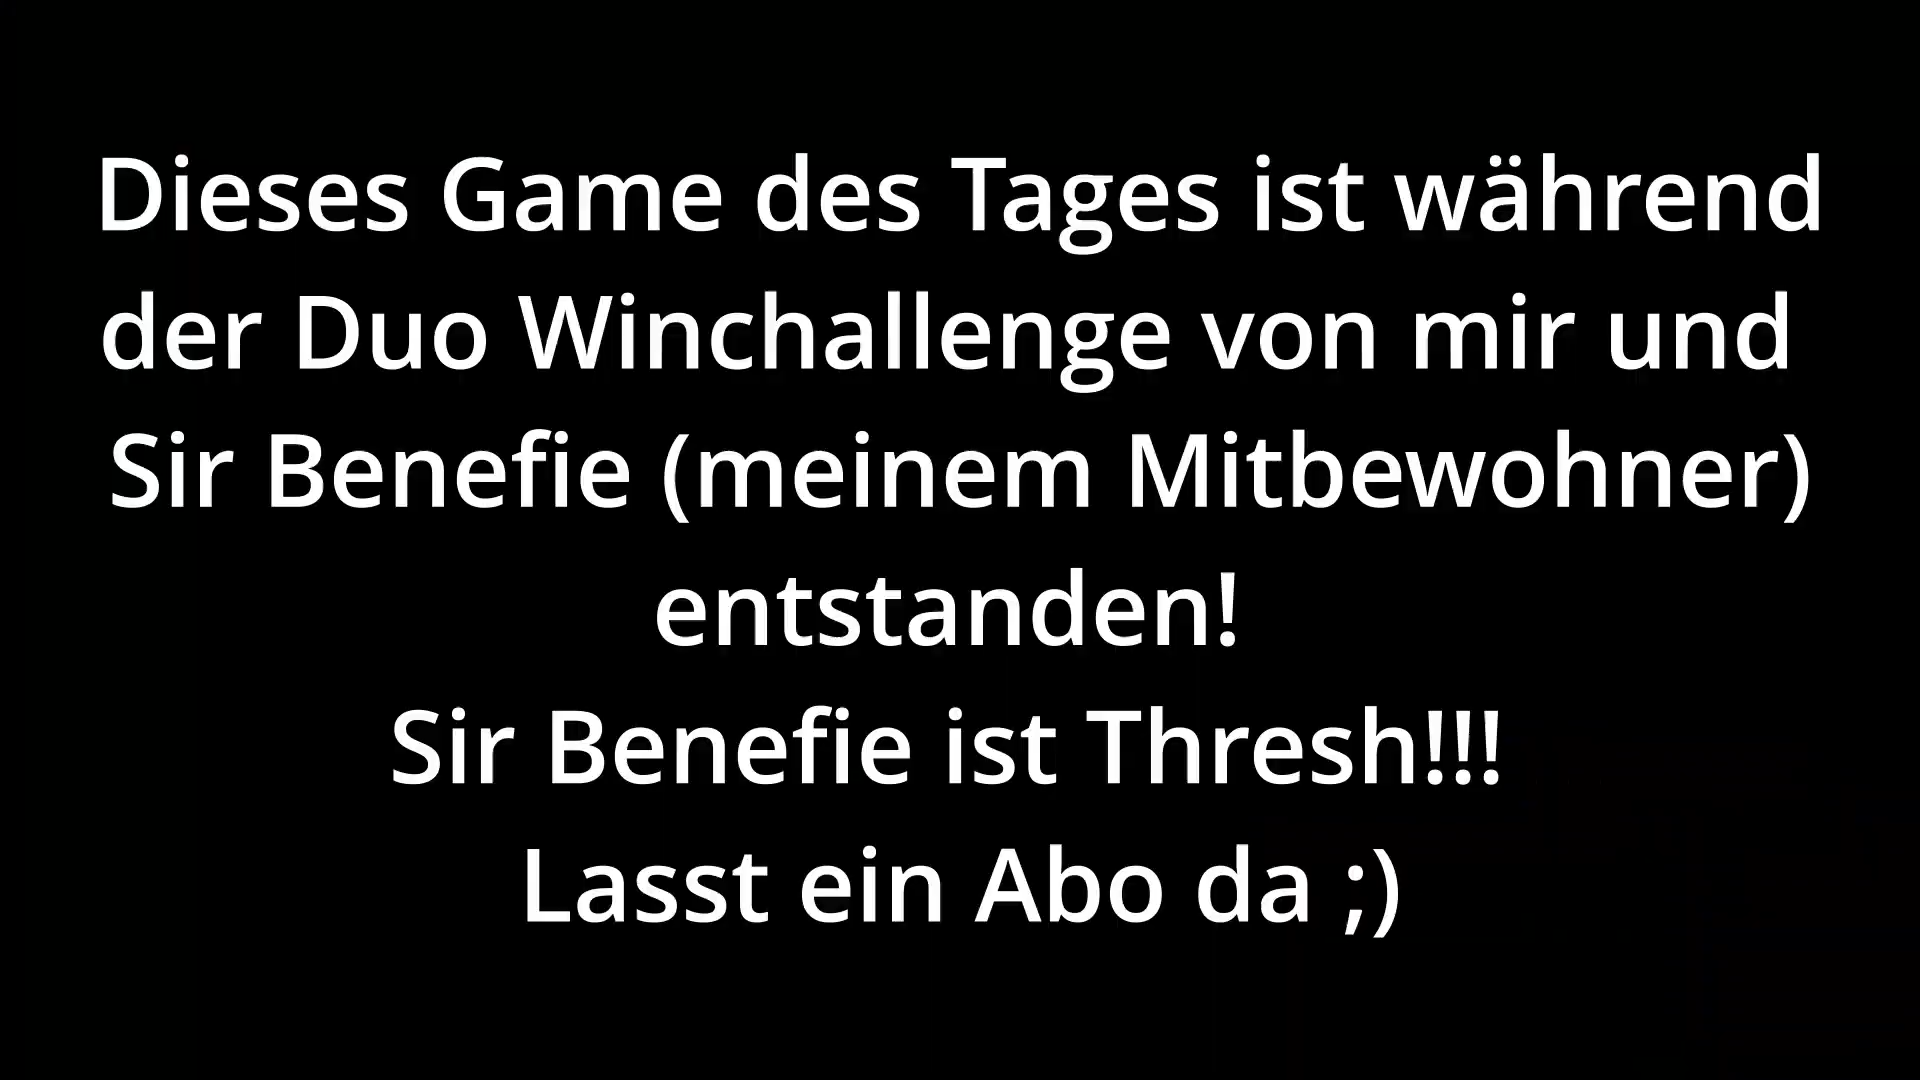 Dieses Game des Tages ist während
der Duo Winchallenge von mir und
Sir Benefie (meinem Mitbewohner)
entstanden!
Sir Benefie ist Thresh!!!
Lasst ein Abo da ;)